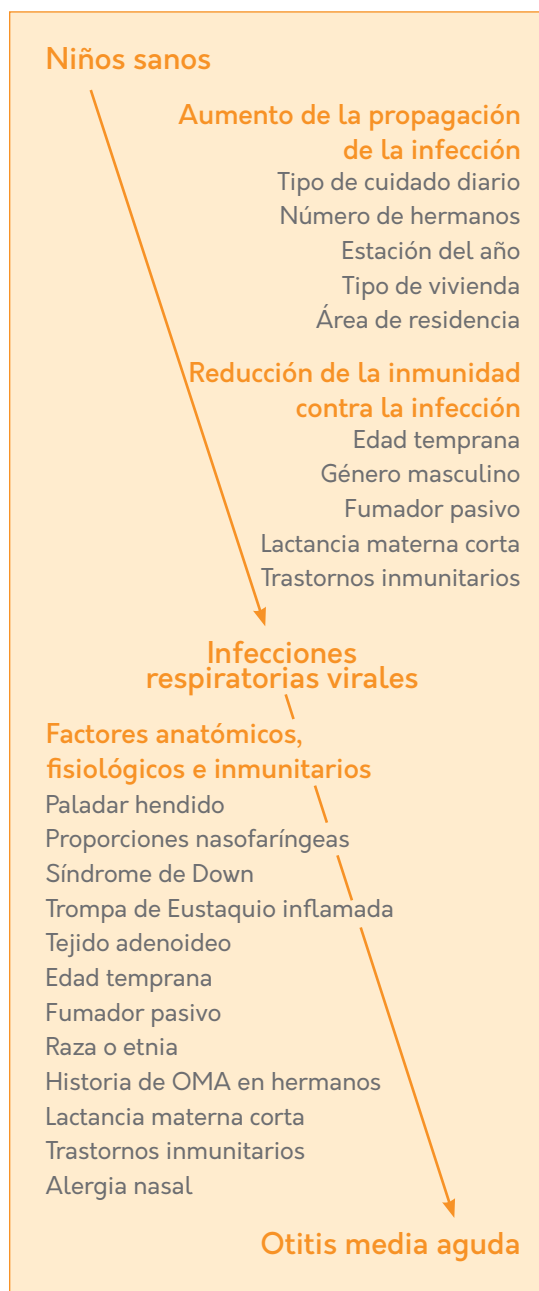 Niños sanos
Aumento de la propagación
de la infección
Tipo de cuidado diario
Número de hermanos
Estación del año
Tipo de vivienda
Área de residencia
Reducción de la inmunidad
contra la infección
Edad temprana
Género masculino
Fumador pasivo
Lactancia materna corta
Trastornos inmunitarios
Infecciones
respiratorias virales
Factores anatómicos,
fisiológicos e inmunitarios
Paladar hendido
Proporciones nasofaríngeas
Síndrome de Down
Trompa de Eustaquio inflamada
Tejido adenoideo
Edad temprana
Fumador pasivo
Raza o etnia
Historia de OMA en hermanos
Lactancia materna corta
Trastornos inmunitarios
Alergia nasal
Otitis media aguda